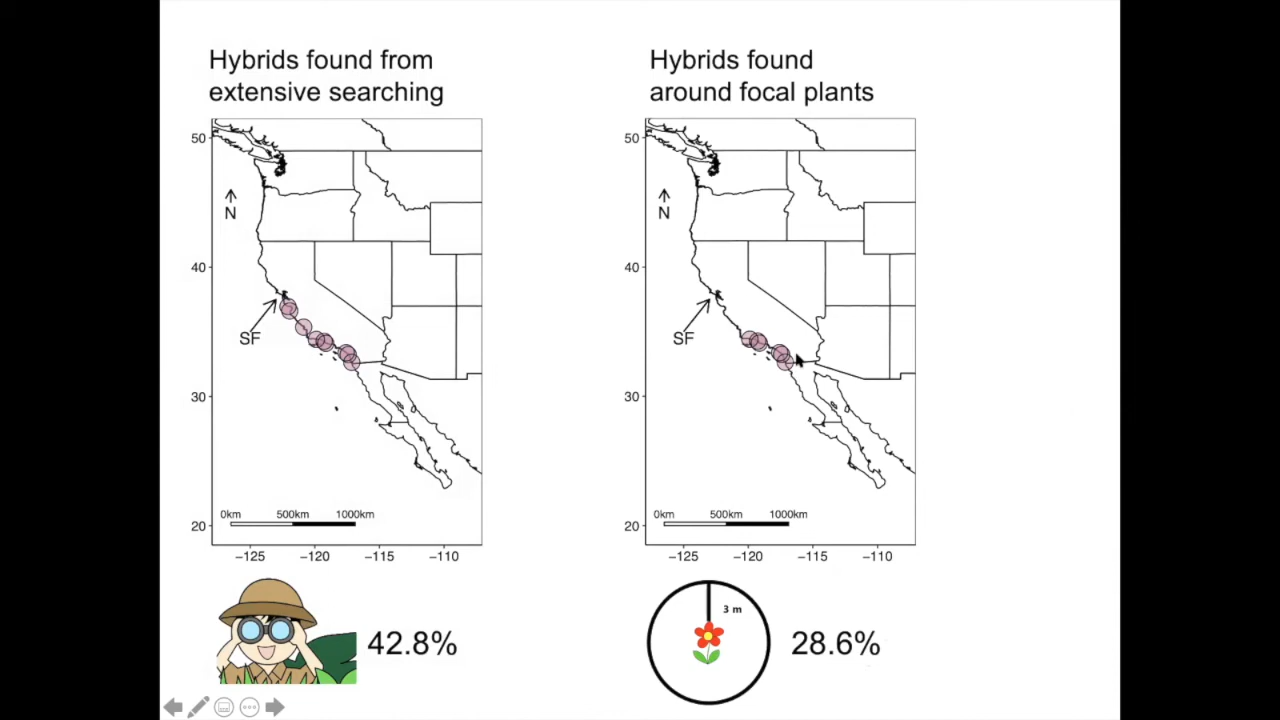 Hybrids found from
extensive searching
50
40
30
20
N
SF
0km 500km 1000km
−125 −120 −115 −110
42.8%
Hybrids found
around focal plants
50
40
30
20
N
SF
0km 500km 1000km
−125 −120 −115 −110
3 m
28.6%